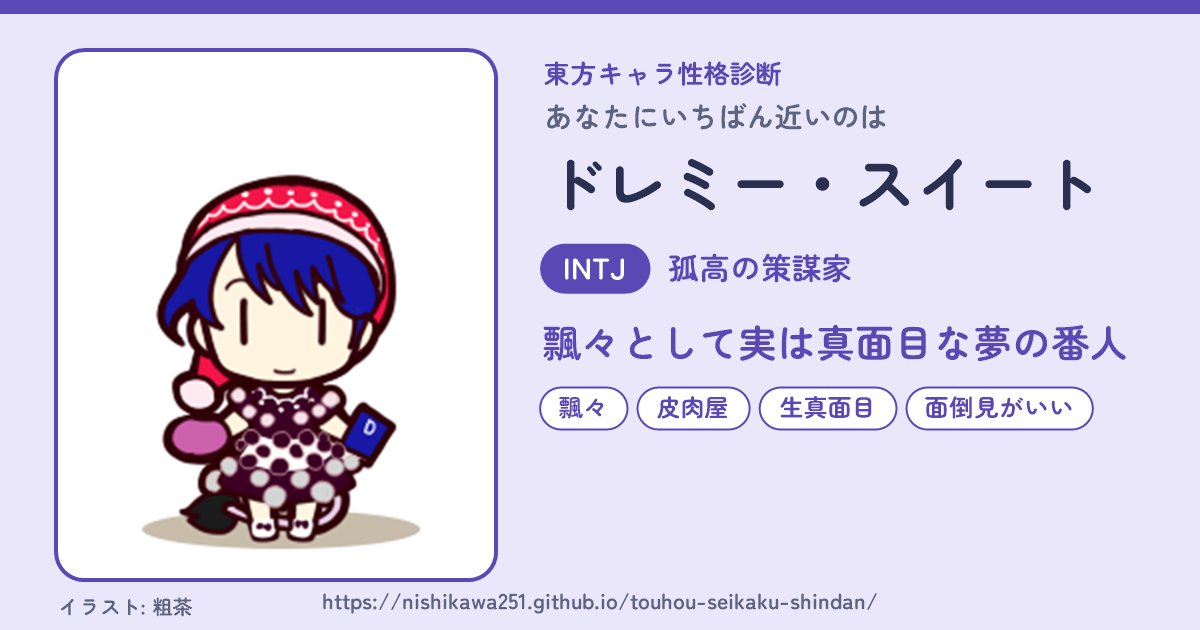 東方キャラ性格診断
あなたにいちばん近いのは
ドレミー・スイート
INTJ 孤高の策謀家
飄々として実は真面目な夢の番人
飄々 皮肉屋 生真面目 面倒見がいい
D
イラスト: 粗茶
https://nishikawa251.github.io/touhou-seikaku-shindan/